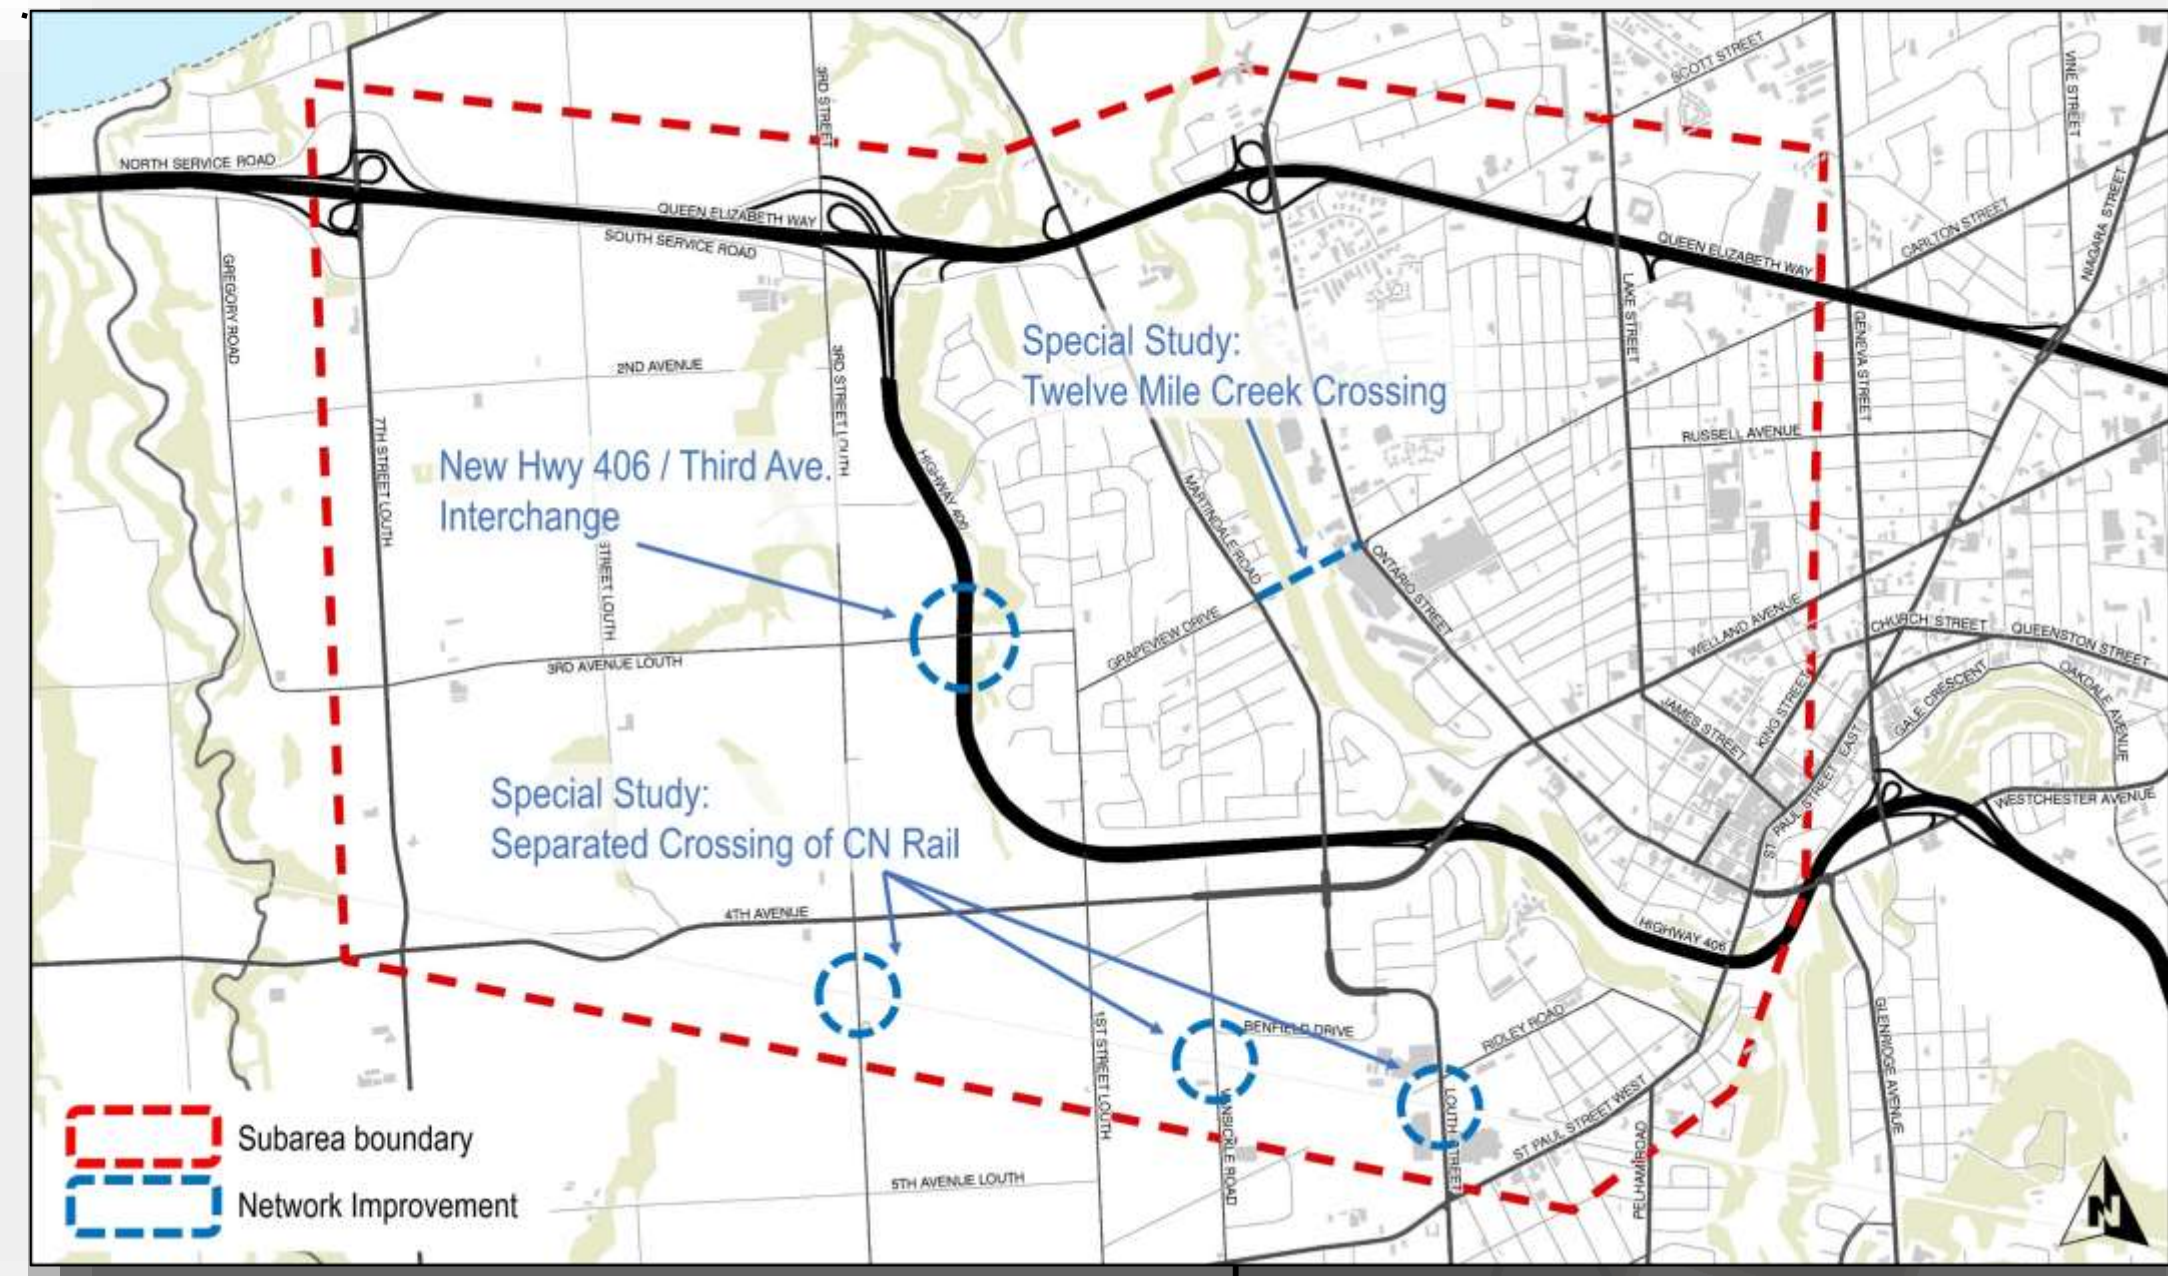 SCOTT STREET
VINE STREET
3RD STREET
NORTH SERVICE ROAD
QUEEN ELIZABETH WAY
SOUTH SERVICE ROAD
CARLTON STREET
NIAGARA STREET
QUEEN ELIZABETH WAY
GREGORY ROAD
LAKE STREET
GENEVA STREET
Special Study:
Twelve Mile Creek Crossing
2ND AVENUE
3RD STREET LOUTH
7TH STREET LOUTH
RUSSELL AVENUE
New Hwy 406 / Third Ave.
Interchange
HIGHWAY 406
MARTINDALE ROAD
STREET LOUTH
ONTARIO STREET
GRAPEVIEW DRIVE
3RD AVENUE LOUTH
WELLAND AVENUE
CHURCH STREET
QUEENSTON STREET
OAKDALE AVENUE
GALE CRESCENT
KING STREET
JAMES STREET
ST PAUL STREET EAST
WESTCHESTER AVENUE
Special Study:
Separated Crossing of CN Rail
4TH AVENUE
HIGHWAY 406
1ST STREET LOUTH
BENFIELD DRIVE
RIDLEY ROAD
GLENRIDGE AVENUE
VANSICKLE ROAD
LOUTH STREET
ST PAUL STREET WEST
PELHAM ROAD
5TH AVENUE LOUTH
Subarea boundary
Network Improvement
N